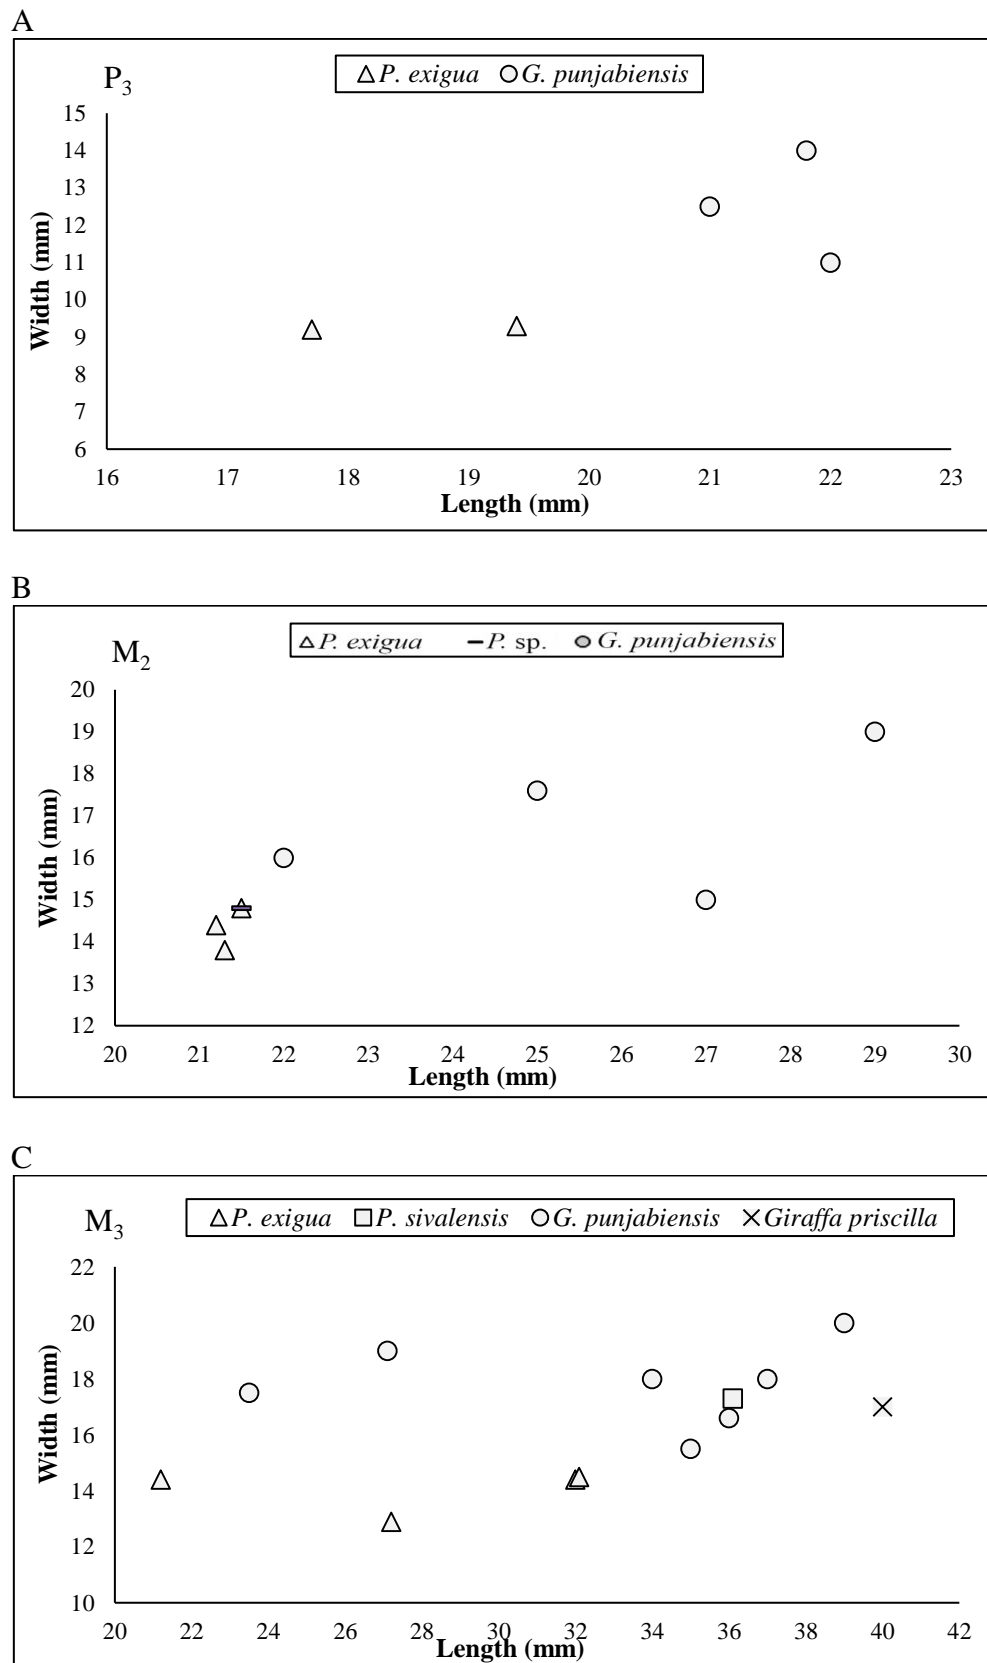 A
P. exigua G. punjabiensis
P3
15
14
13
12
11
10
9
8
7
6
Width (mm)
16 17 18 19 20 21 22 23
Length (mm)
B
P. exigua P. sp. G. punjabiensis
M2
20
19
18
17
16
15
14
13
12
Width (mm)
20 21 22 23 24 25 26 27 28 29 30
Length (mm)
C
P. exigua P. sivalensis G. punjabiensis Giraffa priscilla
M3
22
20
18
16
14
12
10
Width (mm)
20 22 24 26 28 30 32 34 36 38 40 42
Length (mm)